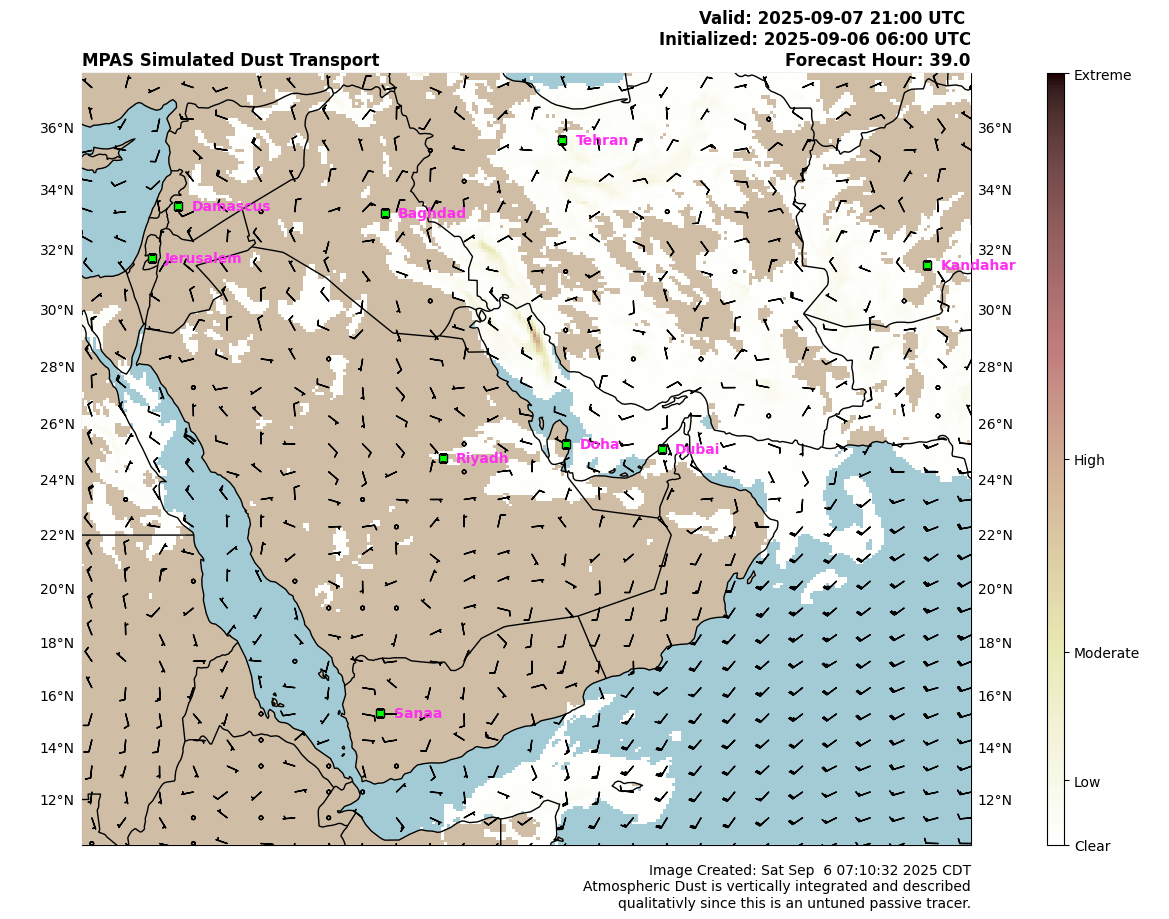 Valid: 2025-09-07 21:00 UTC
Initialized: 2025-09-06 06:00 UTC
MPAS Simulated Dust Transport
Forecast Hour: 39.0
Extreme
High
Moderate
Low
Clear
36°N
34°N
32°N
30°N
28°N
26°N
24°N
22°N
20°N
18°N
16°N
14°N
12°N
36°N
34°N
32°N
30°N
28°N
26°N
24°N
22°N
20°N
18°N
16°N
14°N
12°N
Tehran
Damascus
Baghdad
Jerusalem
Kandahar
Doha
Dubai
Riyadh
Sanaa
Image Created: Sat Sep  6 07:10:32 2025 CDT
Atmospheric Dust is vertically integrated and described
qualitativly since this is an untuned passive tracer.